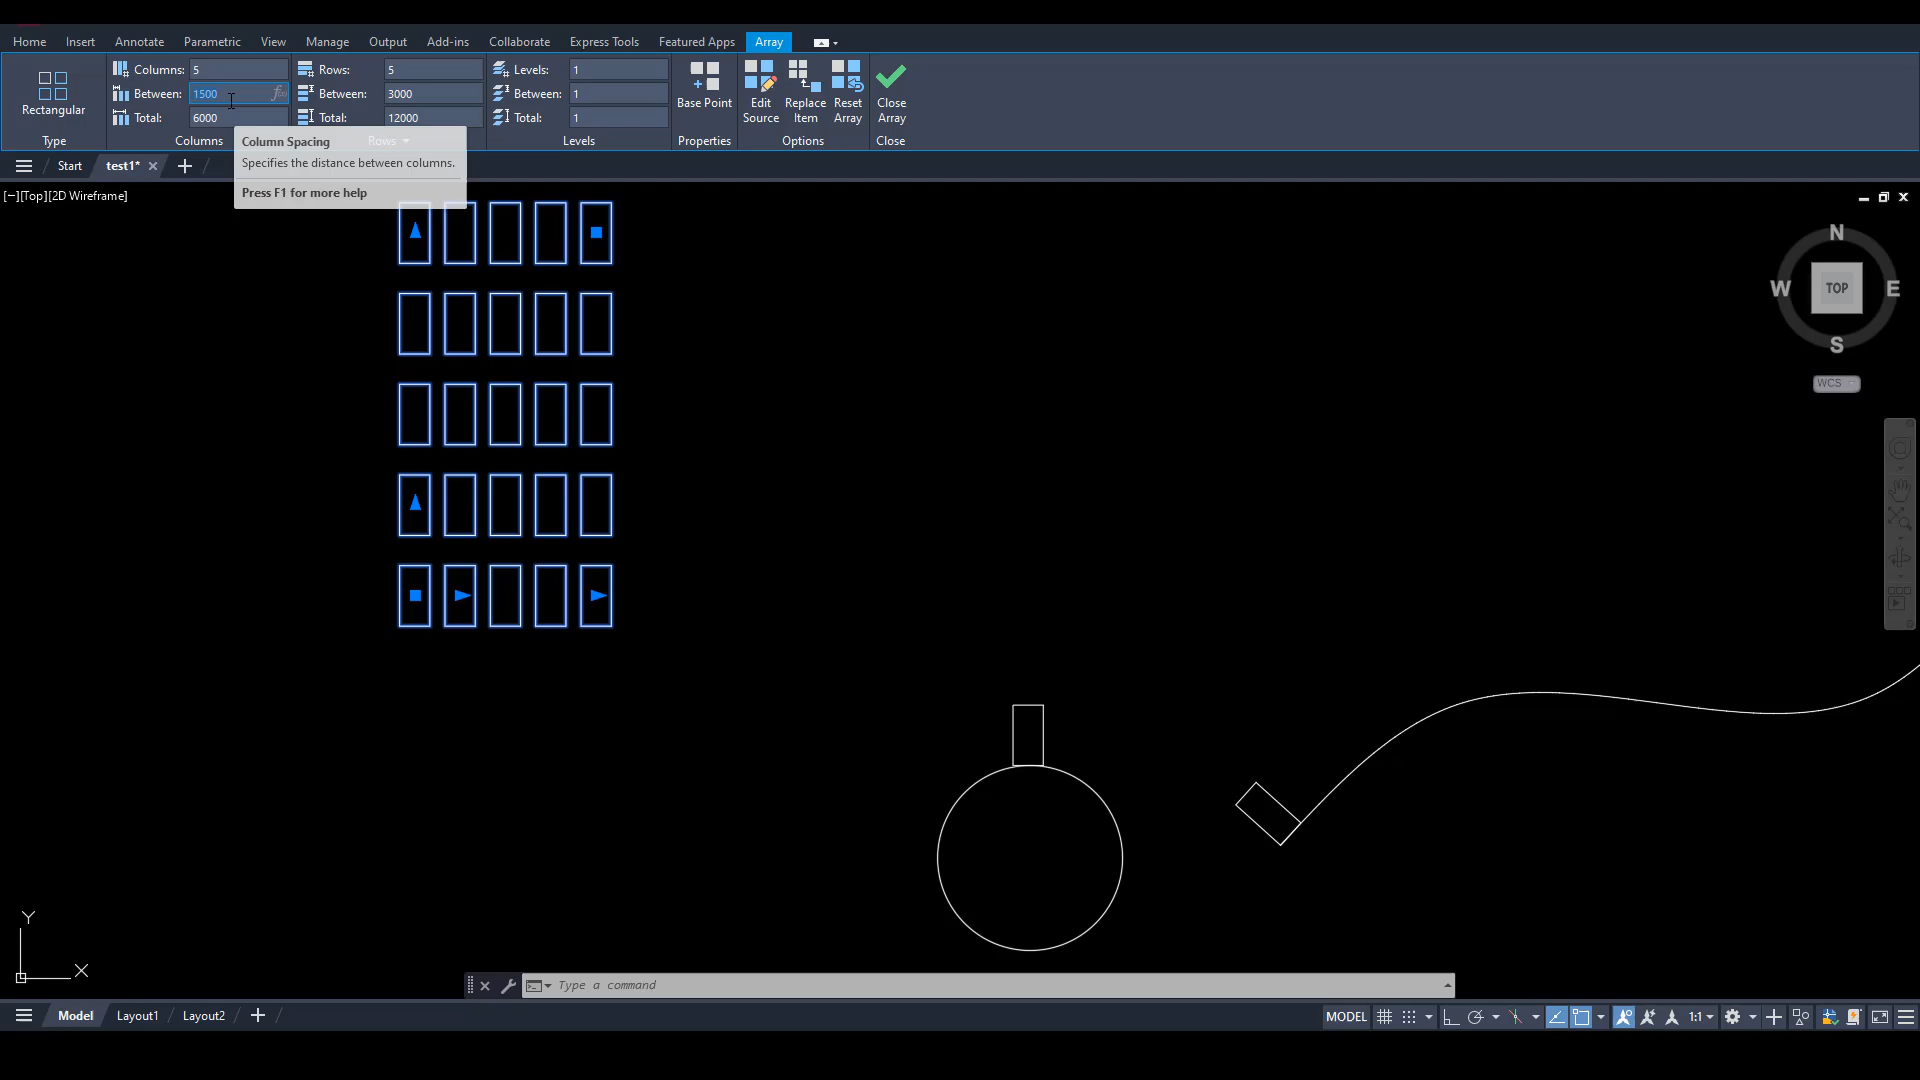 Home Insert Annotate Parametric View Manage Output Add-ins Collaborate Express Tools Featured Apps Array
Columns: 5 Rows: 5 Levels: 1
Between: 1500 Between: 3000 Between: 1
Total: 6000 Total: 12000 Total: 1
Rectangular
Base Point
Edit Source
Replace Item
Reset Array
Close Array
Type Columns Rows Levels Properties Options Close
Column Spacing
Specifies the distance between columns.
Press F1 for more help
Start test1*
[−][Top][2D Wireframe]
N
W TOP E
S
WCS
Y
X
Type a command
Model Layout1 Layout2
MODEL 1:1